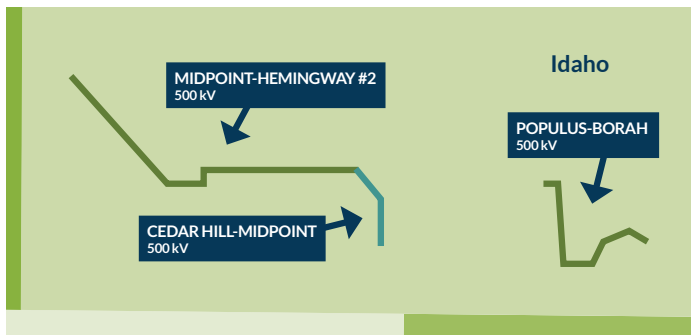 MIDPOINT-HEMINGWAY #2
500 kV
Idaho
POPULUS-BORAH
500 kV
CEDAR HILL-MIDPOINT
500 kV